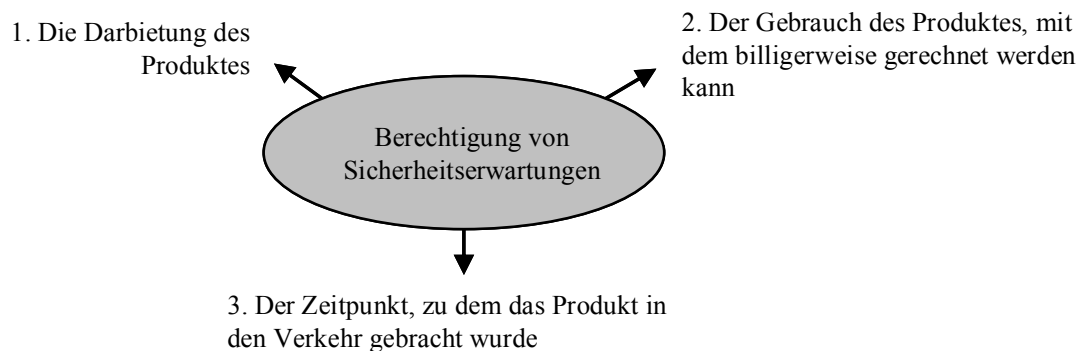 1. Die Darbietung des
Produktes
2. Der Gebrauch des Produktes, mit
dem billigerweise gerechnet werden
kann
Berechtigung von
Sicherheitserwartungen
3. Der Zeitpunkt, zu dem das Produkt in
den Verkehr gebracht wurde